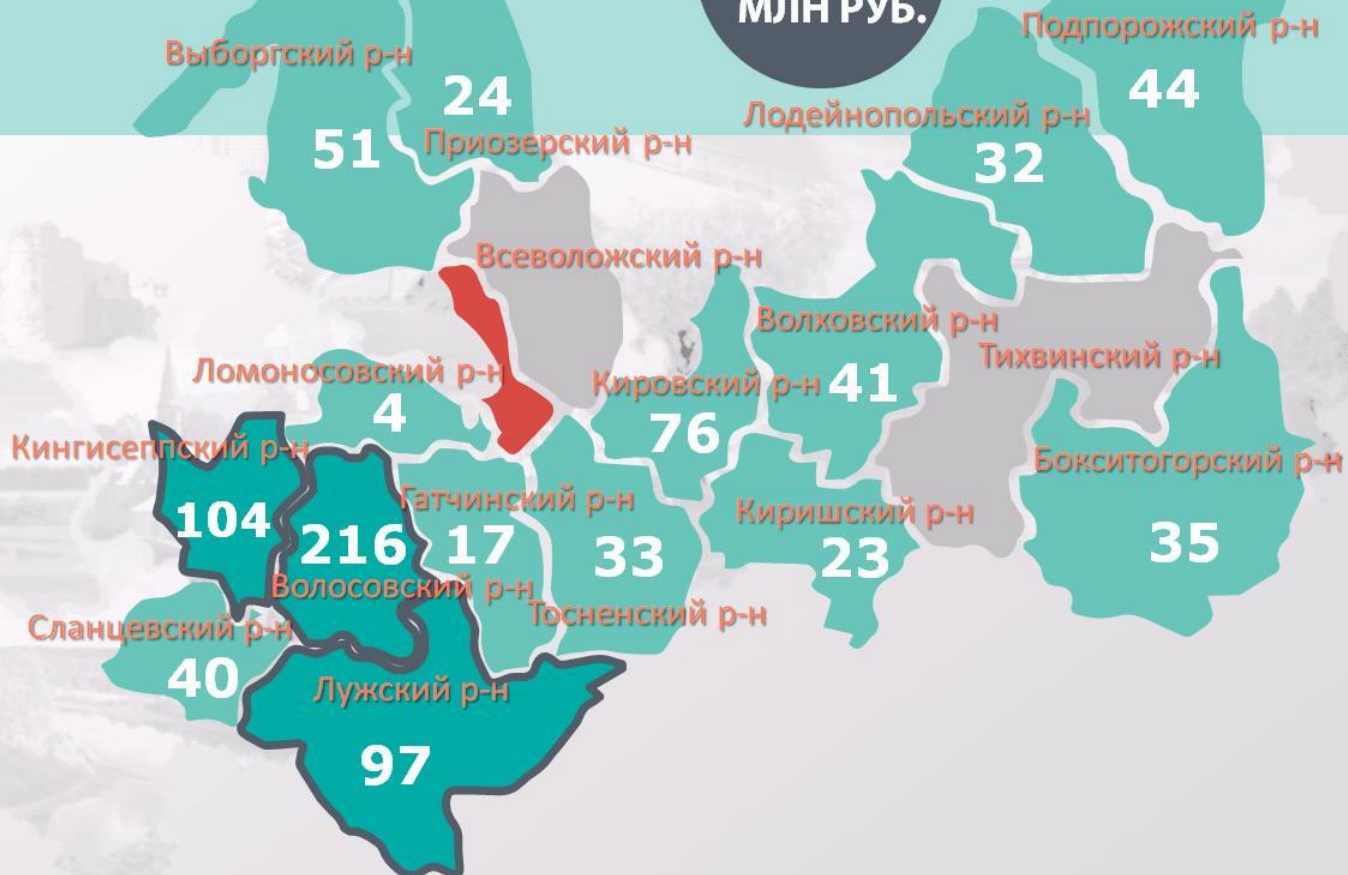 МЛН РУБ.
Подпорожский р-н
44
Выборгский р-н
51
24
Приозерский р-н
Лодейнопольский р-н
32
Всеволожский р-н
Волховский р-н
41
Тихвинский р-н
Ломоносовский р-н
4
Кировский р-н
76
Кингисеппский р-н
104
Бокситогорский р-н
35
Гатчинский р-н
17
Киришский р-н
23
216
Волосовский р-н
33
Тосненский р-н
Сланцевский р-н
40
Лужский р-н
97